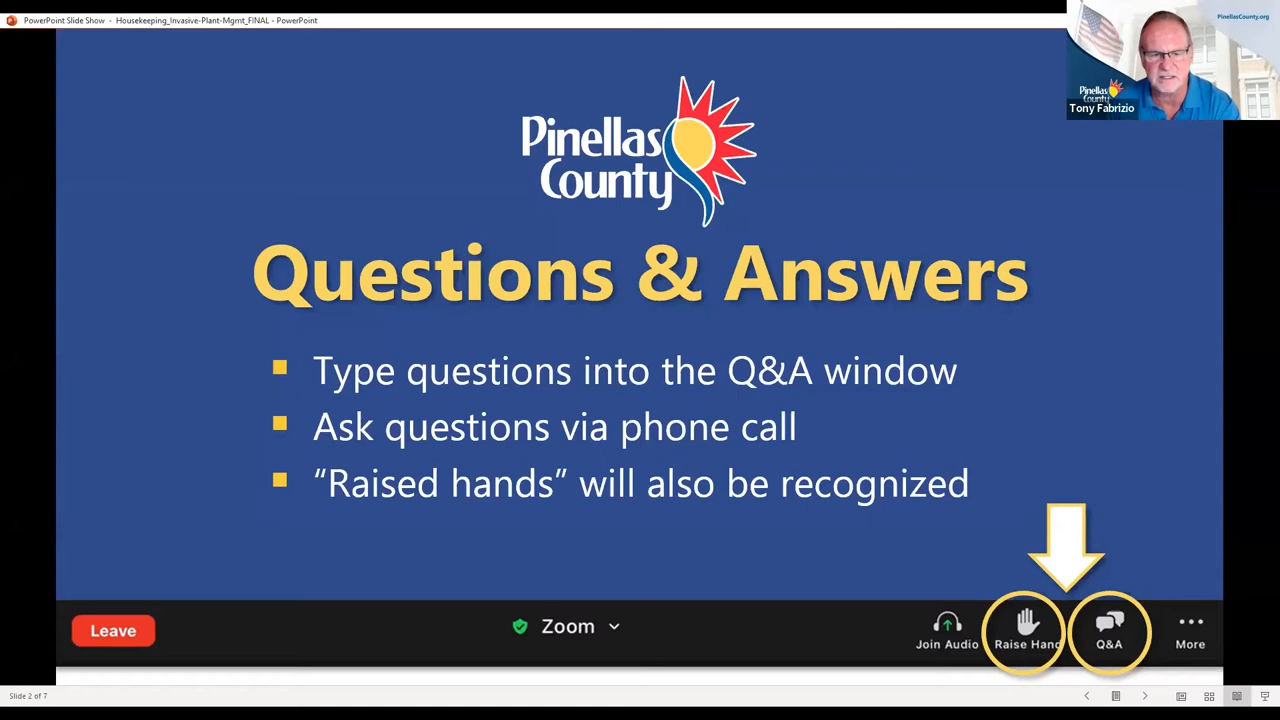 PowerPoint Slide Show - Housekeeping_Invasive-Plant-Mgmt_FINAL - PowerPoint
PinellasCounty.org
Pinellas
County
Tony Fabrizio
Pinellas
County
Questions & Answers
Type questions into the Q&A window
Ask questions via phone call
“Raised hands” will also be recognized
Leave
Zoom
Join Audio
Raise Hand
Q&A
More
Slide 2 of 7